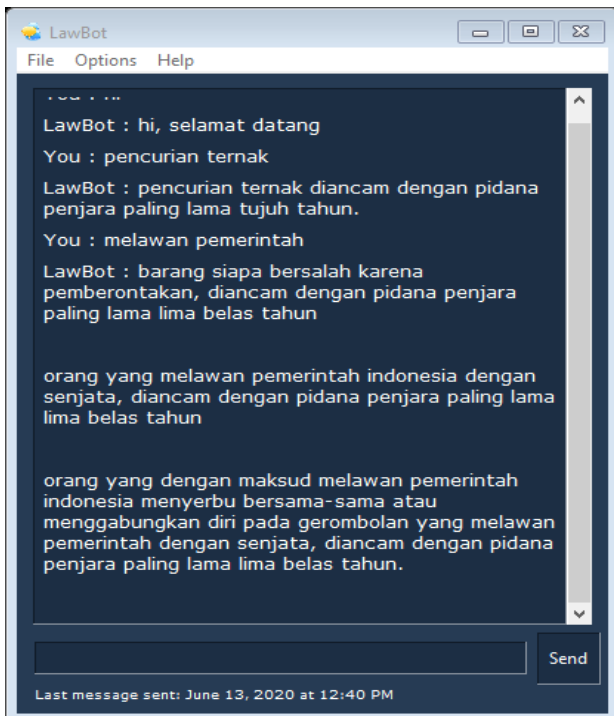 LawBot
File Options Help
LawBot : hi, selamat datang
You : pencurian ternak
LawBot : pencurian ternak diancam dengan pidana
penjara paling lama tujuh tahun.
You : melawan pemerintah
LawBot : barang siapa bersalah karena
pemberontakan, diancam dengan pidana penjara
paling lama lima belas tahun
orang yang melawan pemerintah indonesia dengan
senjata, diancam dengan pidana penjara paling lama
lima belas tahun
orang yang dengan maksud melawan pemerintah
indonesia menyerbu bersama-sama atau
menggabungkan diri pada gerombolan yang melawan
pemerintah dengan senjata, diancam dengan pidana
penjara paling lama lima belas tahun.
Send
Last message sent: June 13, 2020 at 12:40 PM